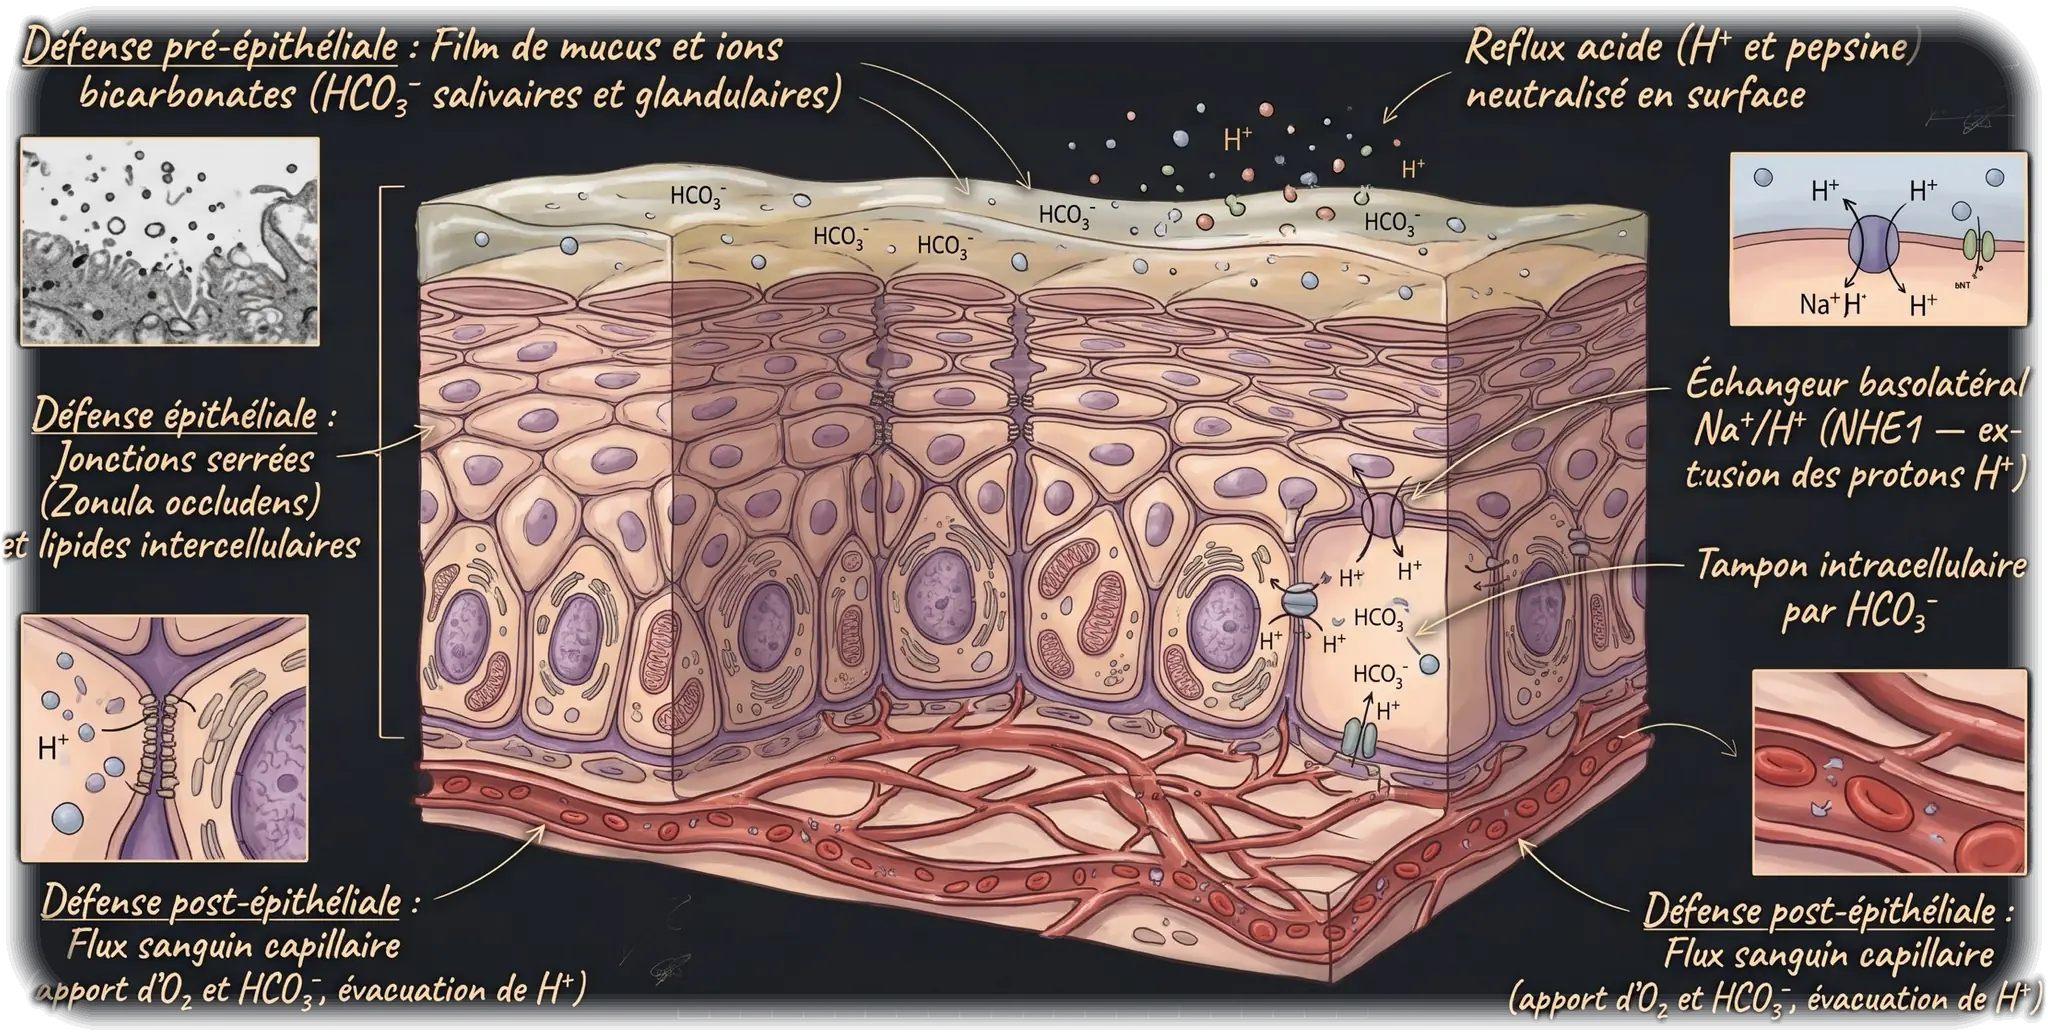 Défense pré-épithéliale : Film de mucus et ions
bicarbonates (HCO₃⁻ salivaires et glandulaires)
Reflux acide (H⁺ et pepsine)
neutralisé en surface
H⁺
H⁺
HCO₃⁻
HCO₃⁻
HCO₃⁻
HCO₃⁻
HCO₃⁻
H⁺
H⁺
Na⁺ H⁺
H⁺
bNT
Défense épithéliale :
Jonctions serrées
(Zonula occludens)
et lipides intercellulaires
Échangeur basolatéral
Na⁺/H⁺ (NHE1 — ex-
t:usion des protons H⁺)
Tampon intracellulaire
par HCO₃⁻
H⁺
H⁺
HCO₃⁻
H⁺
H⁺
HCO₃⁻
H⁺
H⁺
Défense post-épithéliale :
Flux sanguin capillaire
(apport d'O₂ et HCO₃⁻, évacuation de H⁺)
Défense post-épithéliale :
Flux sanguin capillaire
(apport d'O₂ et HCO₃⁻, évacuation de H⁺)